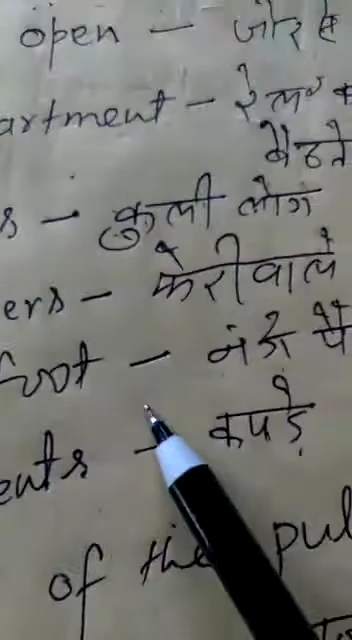 open - जोर से
artment - रेल के
बैठने
s - कुली लोग
ers - फेरीवाले
foot - नंगे पै
ents - कपड़े
of the pul